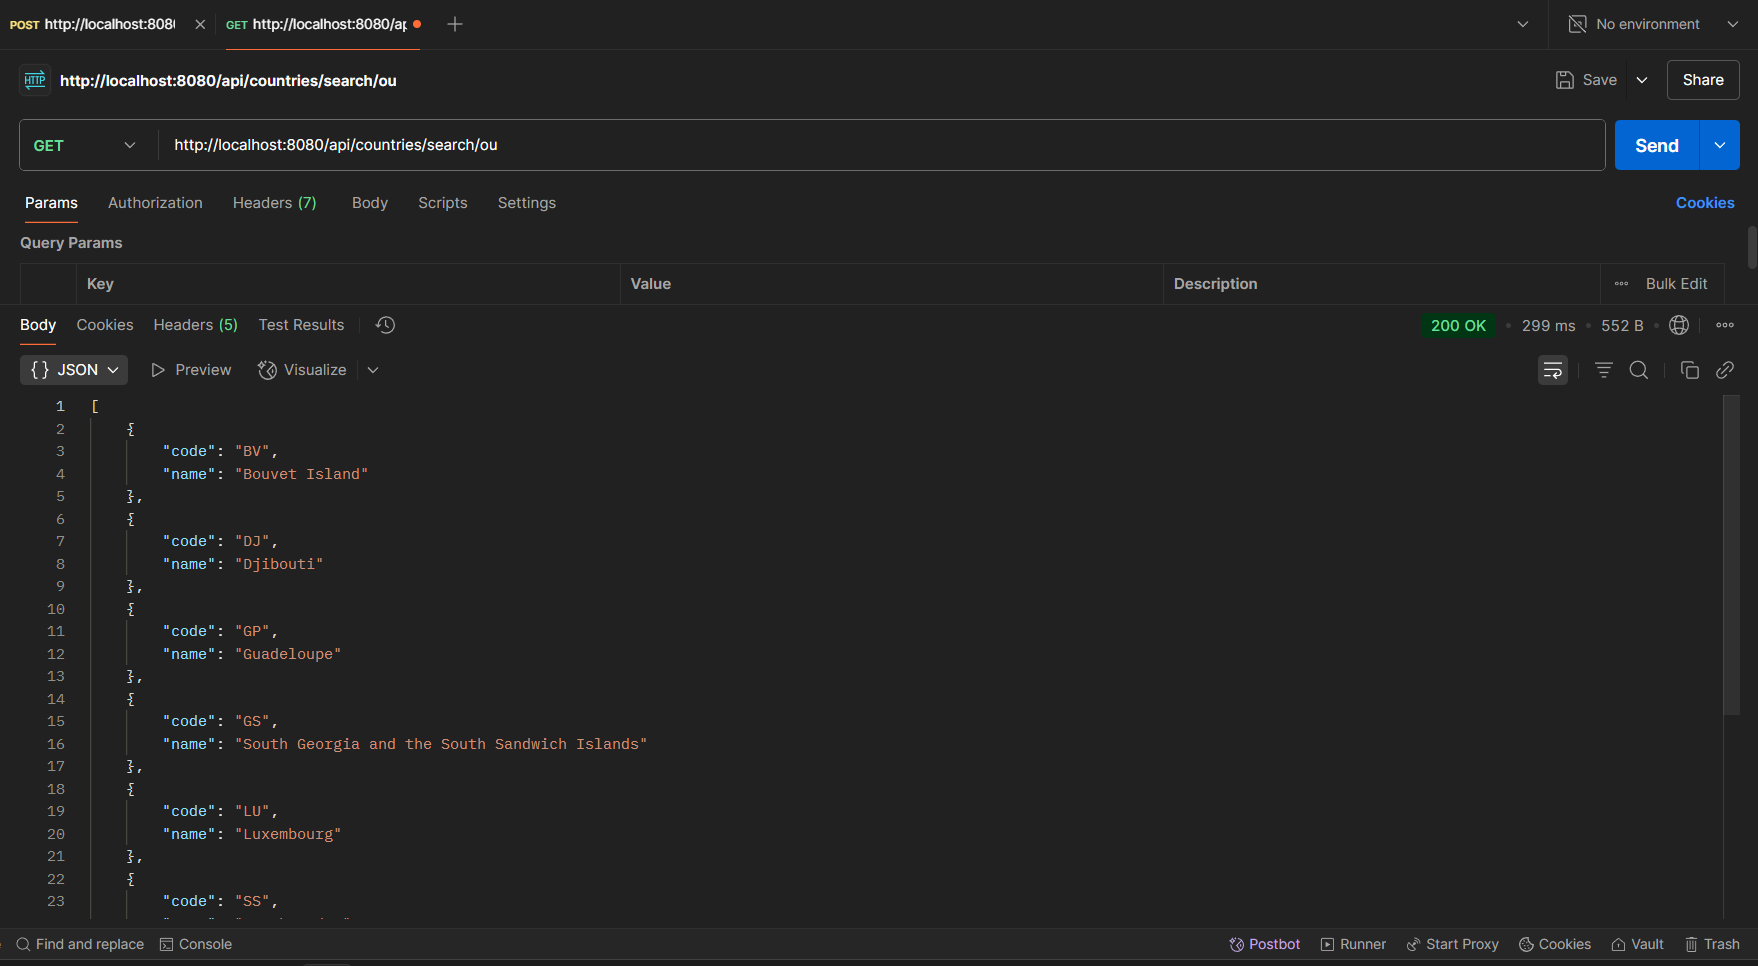 POST http://localhost:808
GET http://localhost:8080/ap
No environment
HTTP http://localhost:8080/api/countries/search/ou
Save
Share
GET http://localhost:8080/api/countries/search/ou
Send
Params Authorization Headers (7) Body Scripts Settings
Cookies
Query Params
Key Value Description Bulk Edit
Body Cookies Headers (5) Test Results
200 OK • 299 ms • 552 B
{} JSON Preview Visualize
1 [
2 {
3 "code": "BV",
4 "name": "Bouvet Island"
5 },
6 {
7 "code": "DJ",
8 "name": "Djibouti"
9 },
10 {
11 "code": "GP",
12 "name": "Guadeloupe"
13 },
14 {
15 "code": "GS",
16 "name": "South Georgia and the South Sandwich Islands"
17 },
18 {
19 "code": "LU",
20 "name": "Luxembourg"
21 },
22 {
23 "code": "SS",
Find and replace Console
Postbot Runner Start Proxy Cookies Vault Trash